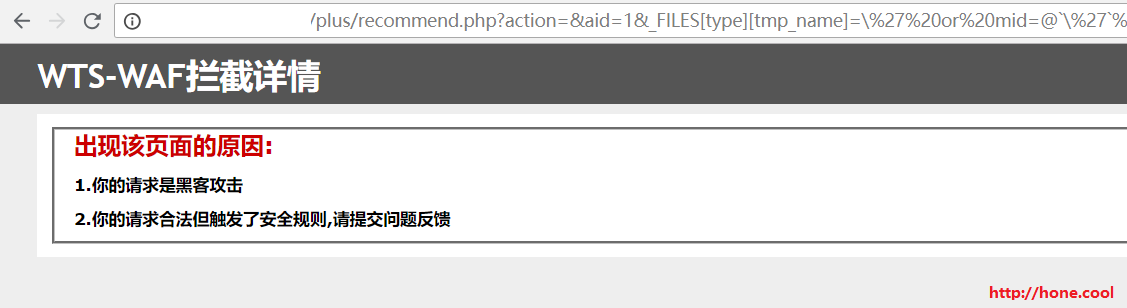 /plus/recommend.php?action=&aid=1&_FILES[type][tmp_name]=\%27%20or%20mid=@`\%27`%
WTS-WAF拦截详情
出现该页面的原因:
1.你的请求是黑客攻击
2.你的请求合法但触发了安全规则,请提交问题反馈
http://hone.cool